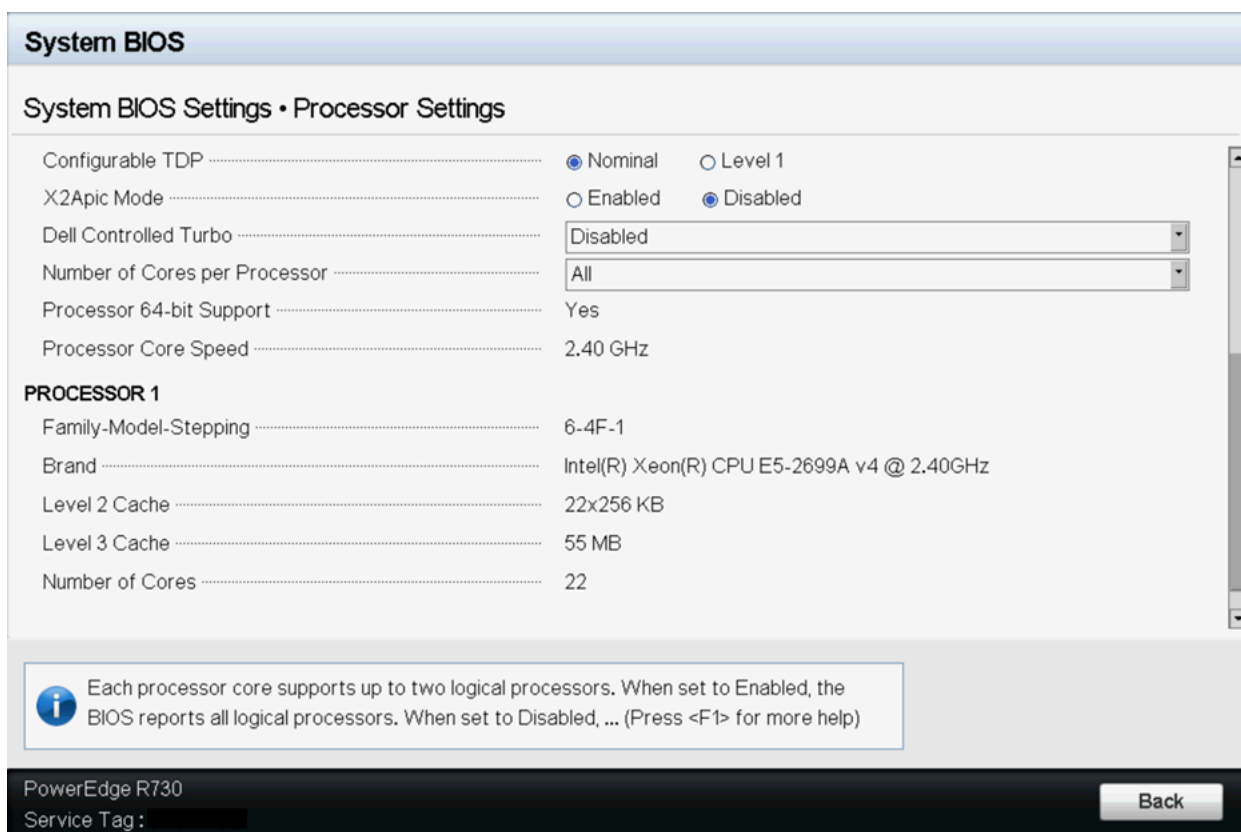 System BIOS
System BIOS Settings • Processor Settings
Configurable TDP Nominal Level 1
X2Apic Mode Enabled Disabled
Dell Controlled Turbo Disabled
Number of Cores per Processor All
Processor 64-bit Support Yes
Processor Core Speed 2.40 GHz
PROCESSOR 1
Family-Model-Stepping 6-4F-1
Brand Intel(R) Xeon(R) CPU E5-2699A v4 @ 2.40GHz
Level 2 Cache 22x256 KB
Level 3 Cache 55 MB
Number of Cores 22
Each processor core supports up to two logical processors. When set to Enabled, the
BIOS reports all logical processors. When set to Disabled, ... (Press <F1> for more help)
PowerEdge R730
Service Tag :
Back